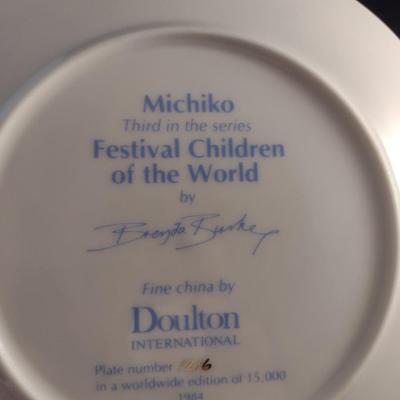 Michiko
Third in the series
Festival Children
of the World
by
Brenda Burke
Fine china by
Doulton
INTERNATIONAL
Plate number
in a worldwide edition of 15,000
1984